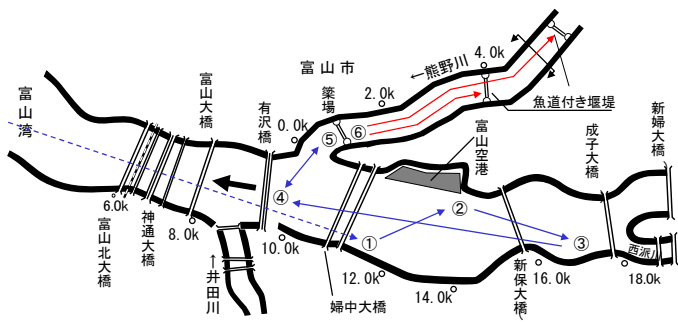 富山湾
富山市
←熊野川
4.0k
2.0k
0.0k
築場
有沢橋
富山大橋
魚道付き堰堤
富山空港
成子大橋
新婦大橋
⑤
⑥
④
①
②
③
6.0k
富山北大橋
神通大橋
8.0k
←井田川
10.0k
婦中大橋
12.0k
14.0k
新保大橋
16.0k
18.0k
西派川